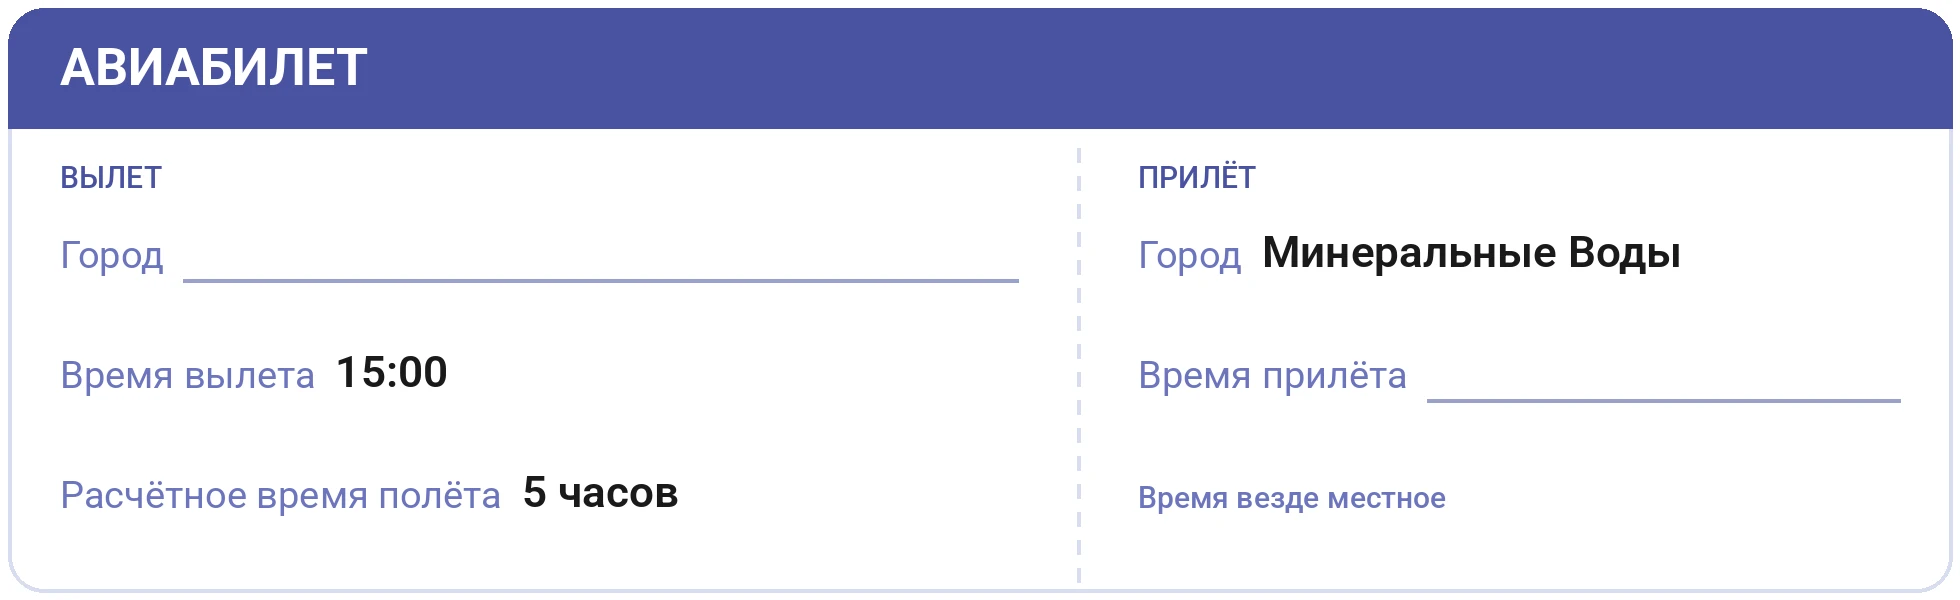 АВИАБИЛЕТ
ВЫЛЕТ
Город
Время вылета 15:00
Расчётное время полёта 5 часов
ПРИЛЁТ
Город Минеральные Воды
Время прилёта
Время везде местное